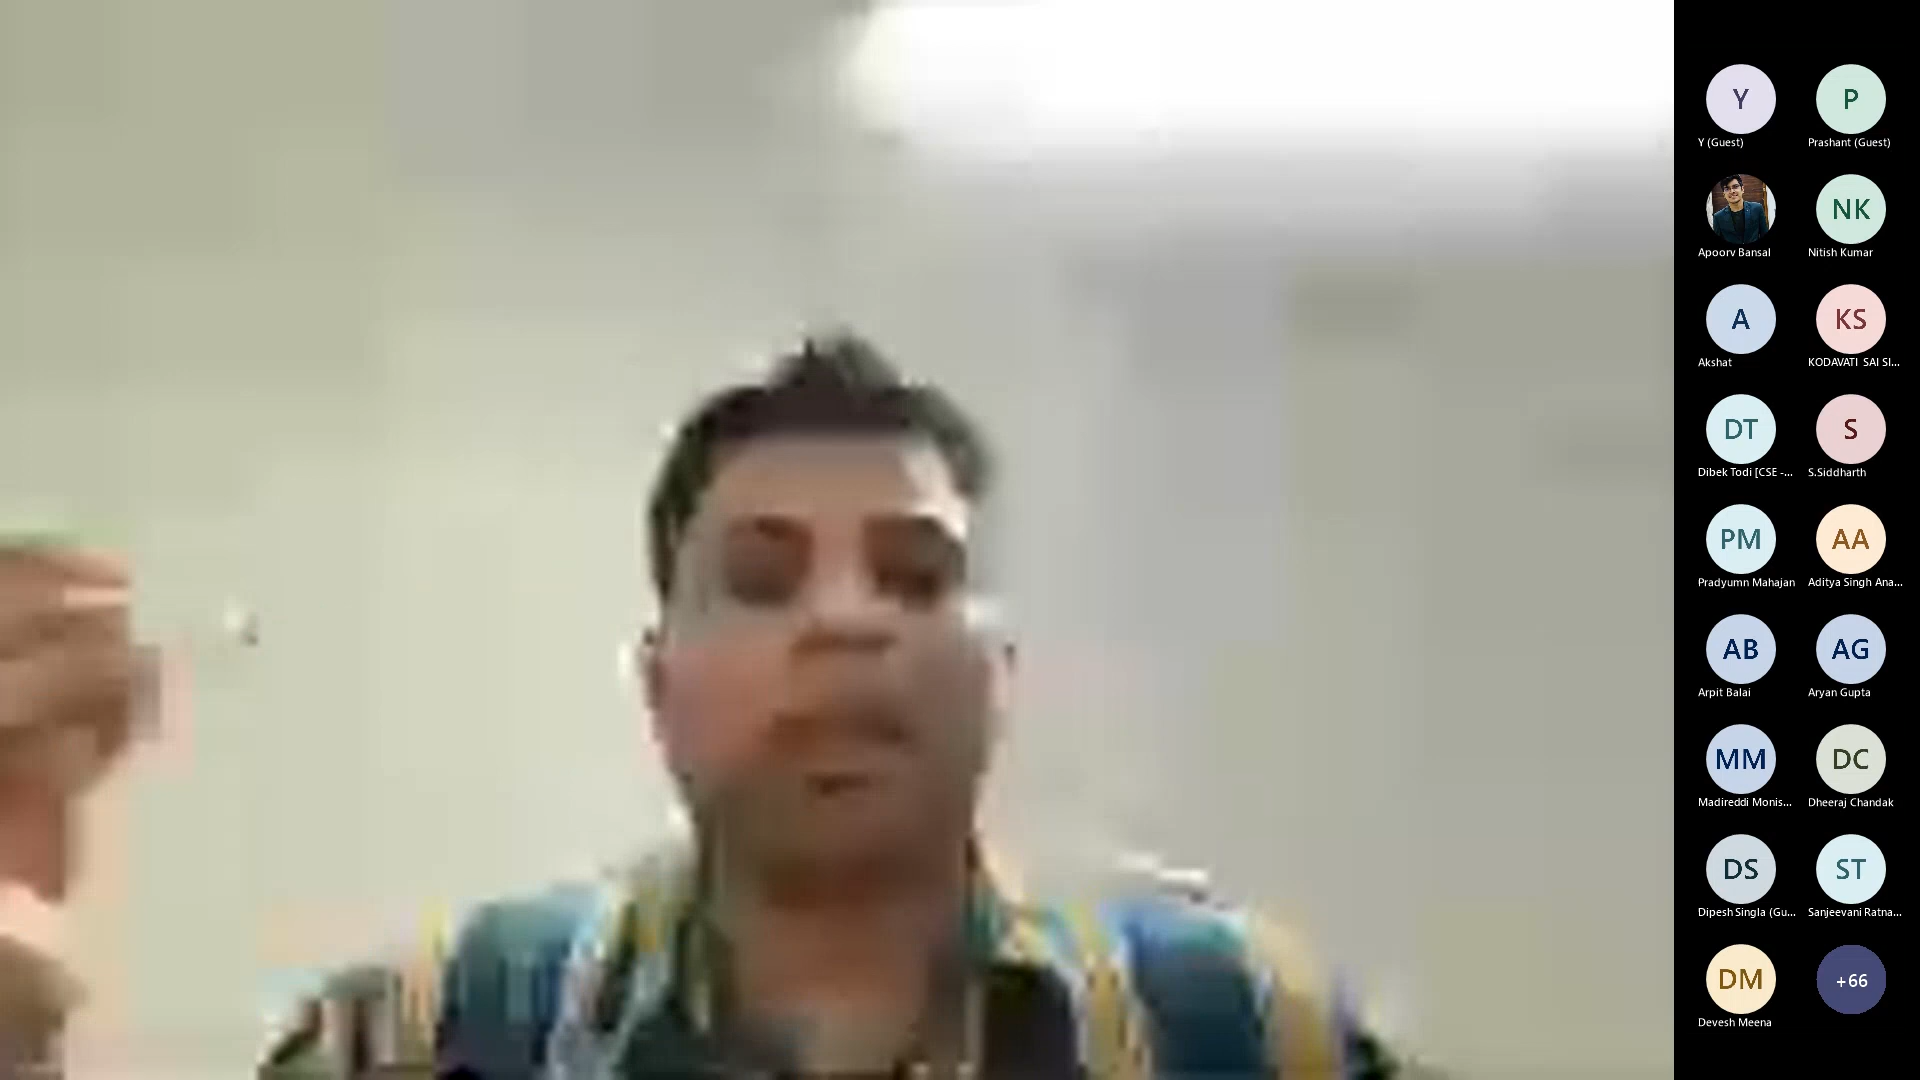 Y
P
Y (Guest)
Prashant (Guest)
NK
Apoorv Bansal
Nitish Kumar
A
KS
Akshat
KODAVATI SAI SI...
DT
S
Dibek Todi [CSE -...
S.Siddharth
PM
AA
Pradyumn Mahajan
Aditya Singh Ana...
AB
AG
Arpit Balai
Aryan Gupta
MM
DC
Madireddi Monis...
Dheeraj Chandak
DS
ST
Dipesh Singla (Gu...
Sanjeevani Ratna...
DM
+66
Devesh Meena